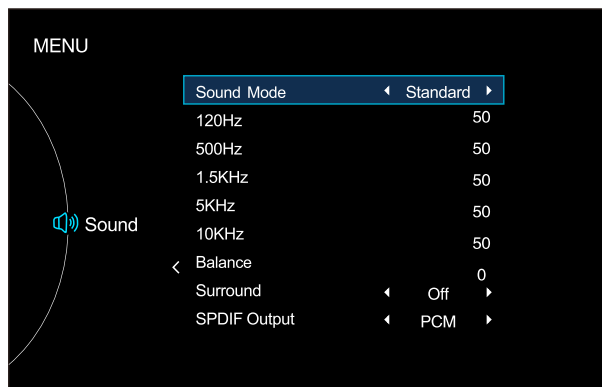 MENU
Sound Mode Standard
120Hz 50
500Hz 50
1.5KHz 50
5KHz 50
10KHz 50
Sound
Balance 0
Surround Off
SPDIF Output PCM